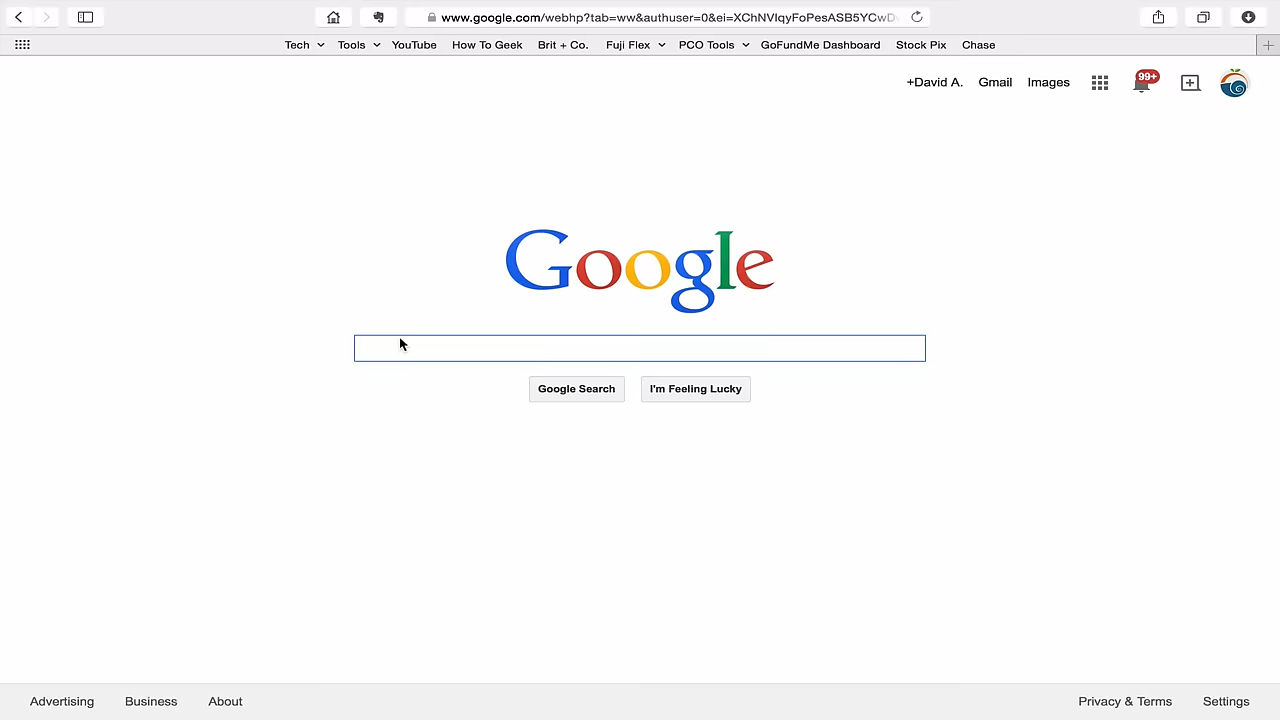 www.google.com/webhp?tab=ww&authuser=0&ei=XChNVIqyFoPesASB5YCwD
Tech Tools YouTube How To Geek Brit + Co. Fuji Flex PCO Tools GoFundMe Dashboard Stock Pix Chase
+David A. Gmail Images 99+
Google
Google Search I'm Feeling Lucky
Advertising Business About Privacy & Terms Settings